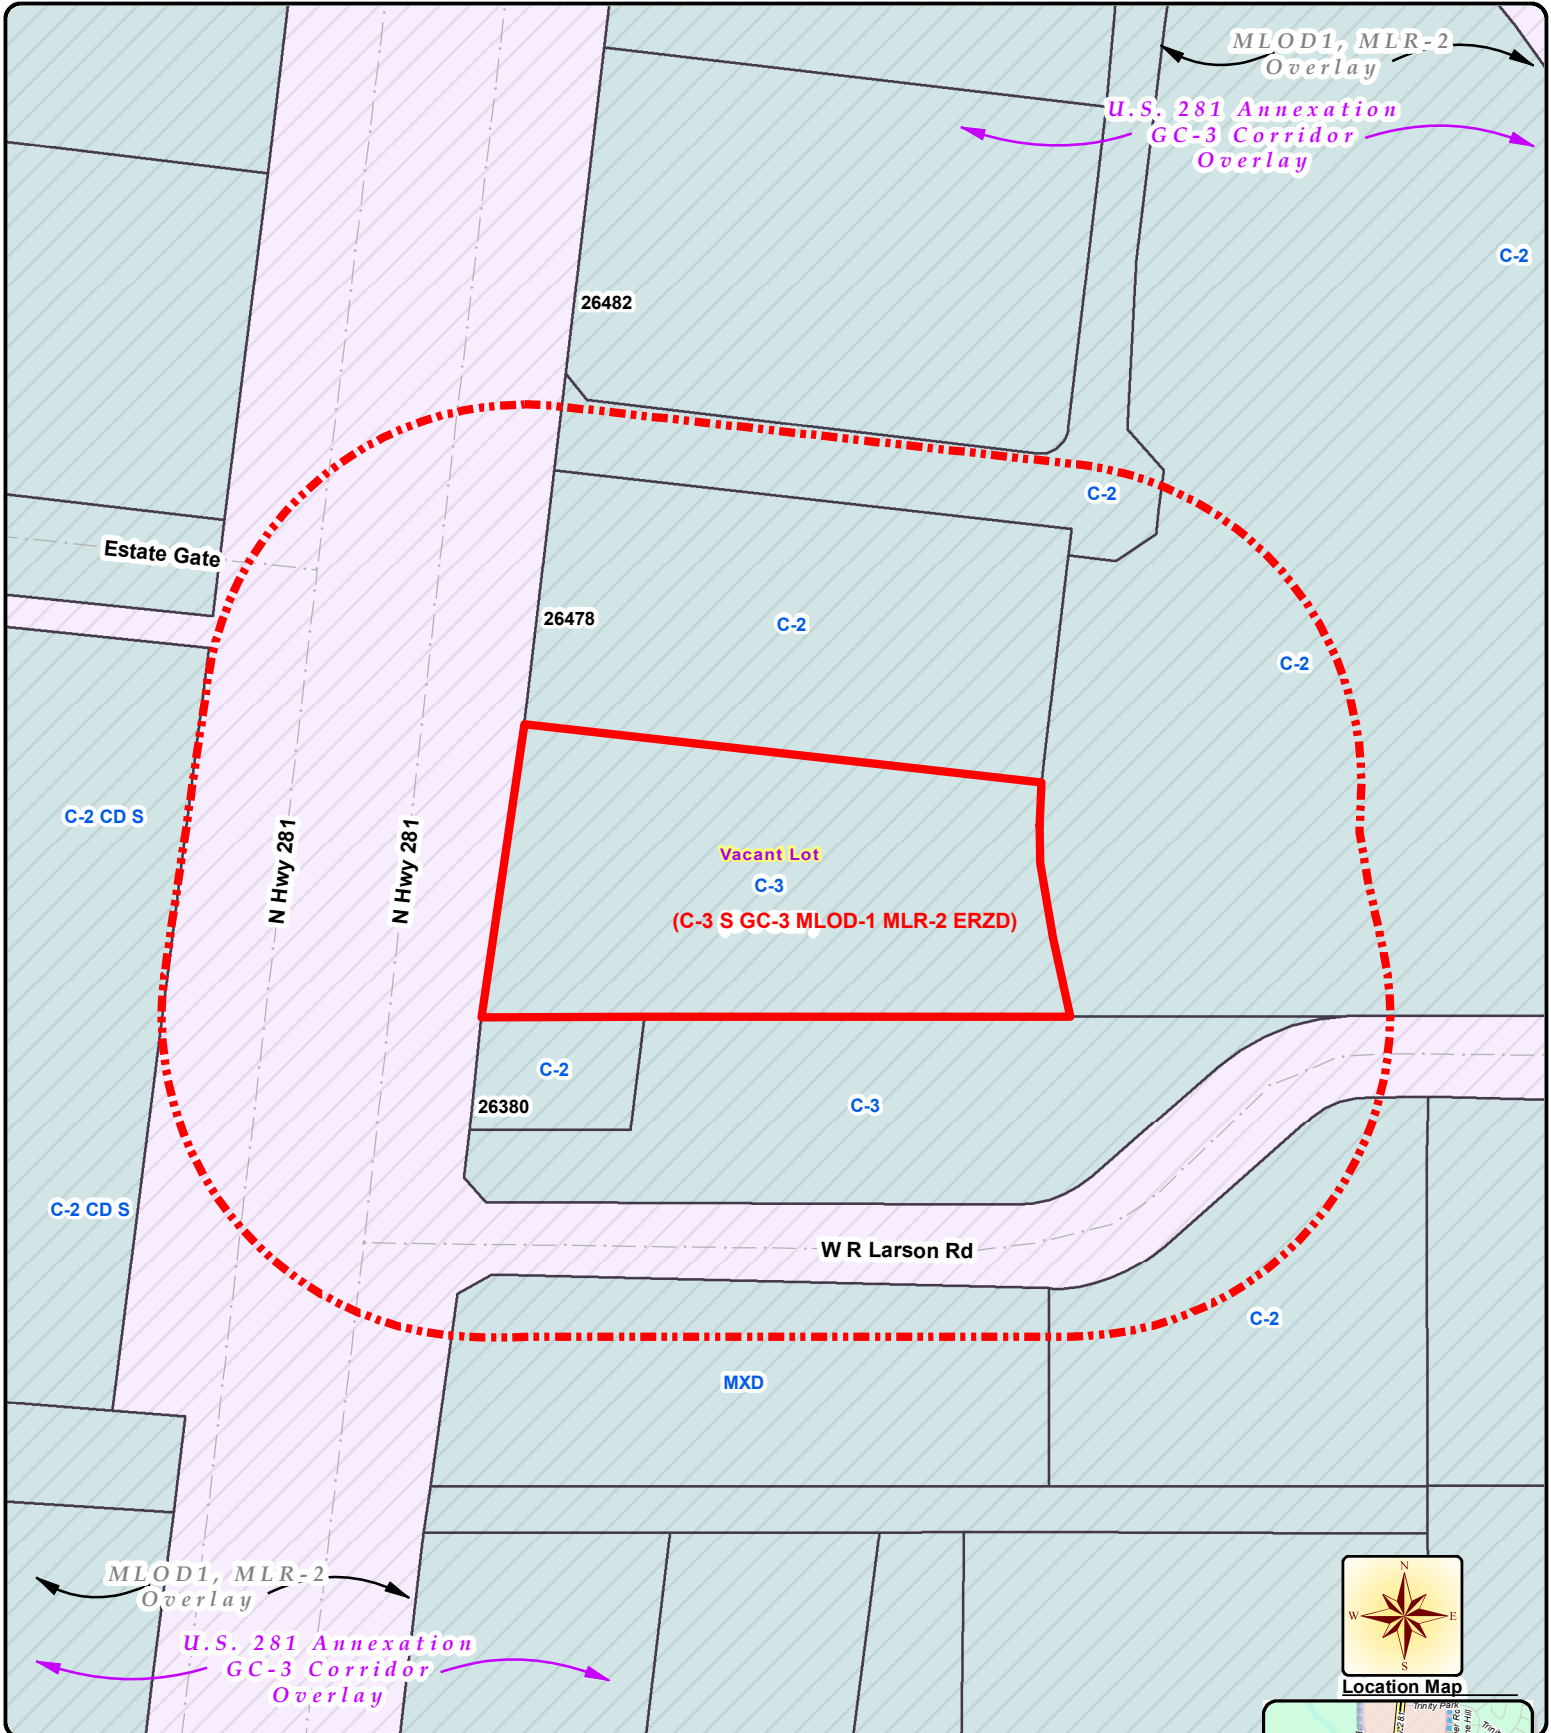 MLOD1, MLR-2
Overlay
U.S. 281 Annexation
GC-3 Corridor
Overlay
C-2
26482
C-2
Estate Gate
26478
C-2
C-2
C-2 CD S
N Hwy 281
N Hwy 281
Vacant Lot
C-3
(C-3 S GC-3 MLOD-1 MLR-2 ERZD)
C-2
26380
C-3
C-2 CD S
W R Larson Rd
C-2
MXD
MLOD1, MLR-2
Overlay
U.S. 281 Annexation
GC-3 Corridor
Overlay
N
W
E
S
Location Map
Trinity Park